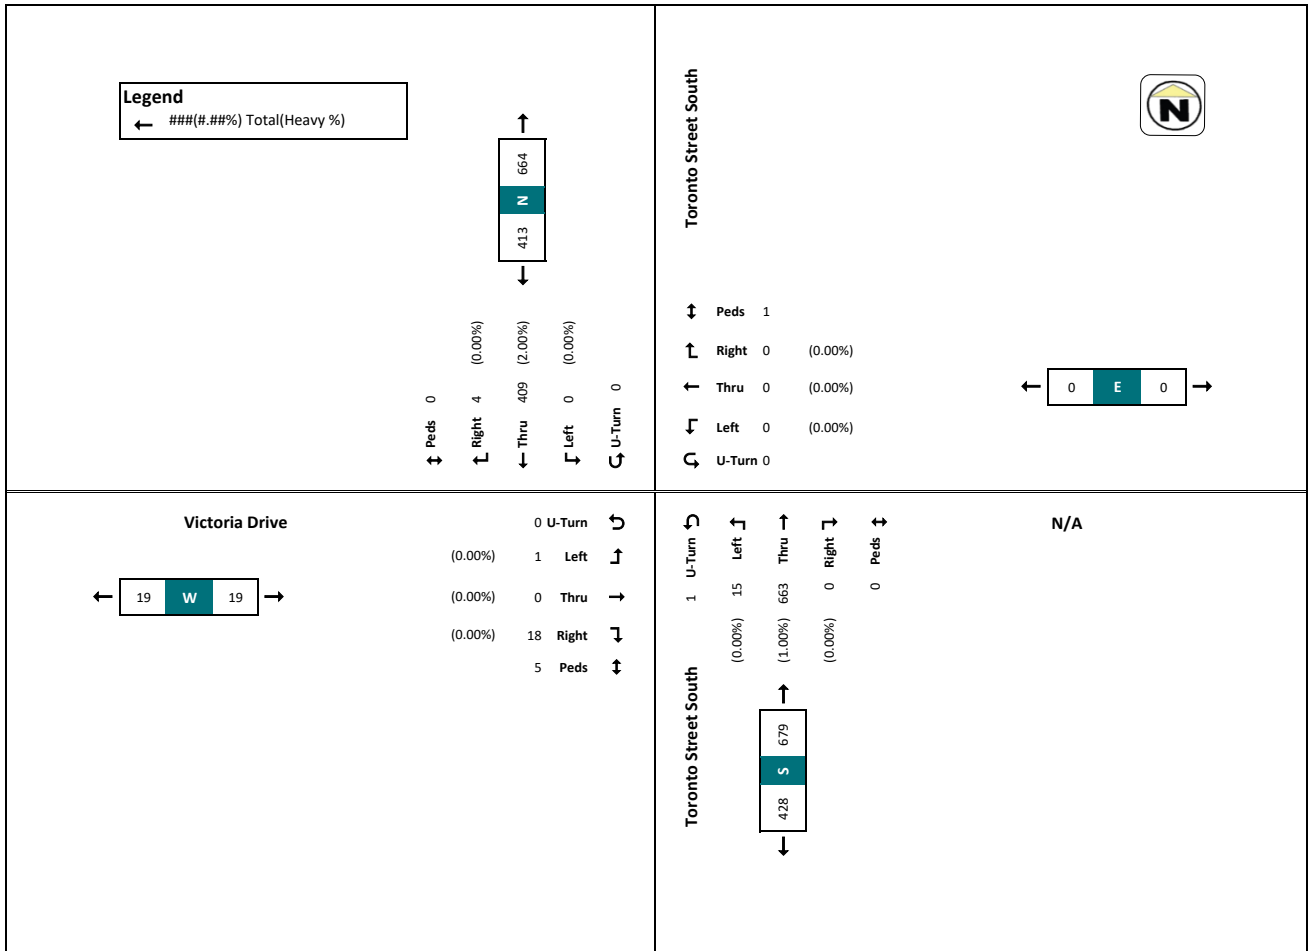 Legend
← ###(#.##%) Total(Heavy %)
664
N
413
(0.00%)
(2.00%)
(0.00%)
0
4
409
0
0
Peds
Right
Thru
Left
U-Turn
Toronto Street South
N
Peds 1
Right 0 (0.00%)
Thru 0 (0.00%)
Left 0 (0.00%)
U-Turn 0
0 E 0
Victoria Drive
19 W 19
0 U-Turn
(0.00%) 1 Left
(0.00%) 0 Thru
(0.00%) 18 Right
5 Peds
N/A
U-Turn
Left
Thru
Right
Peds
1
15
663
0
0
(0.00%)
(1.00%)
(0.00%)
Toronto Street South
679
S
428